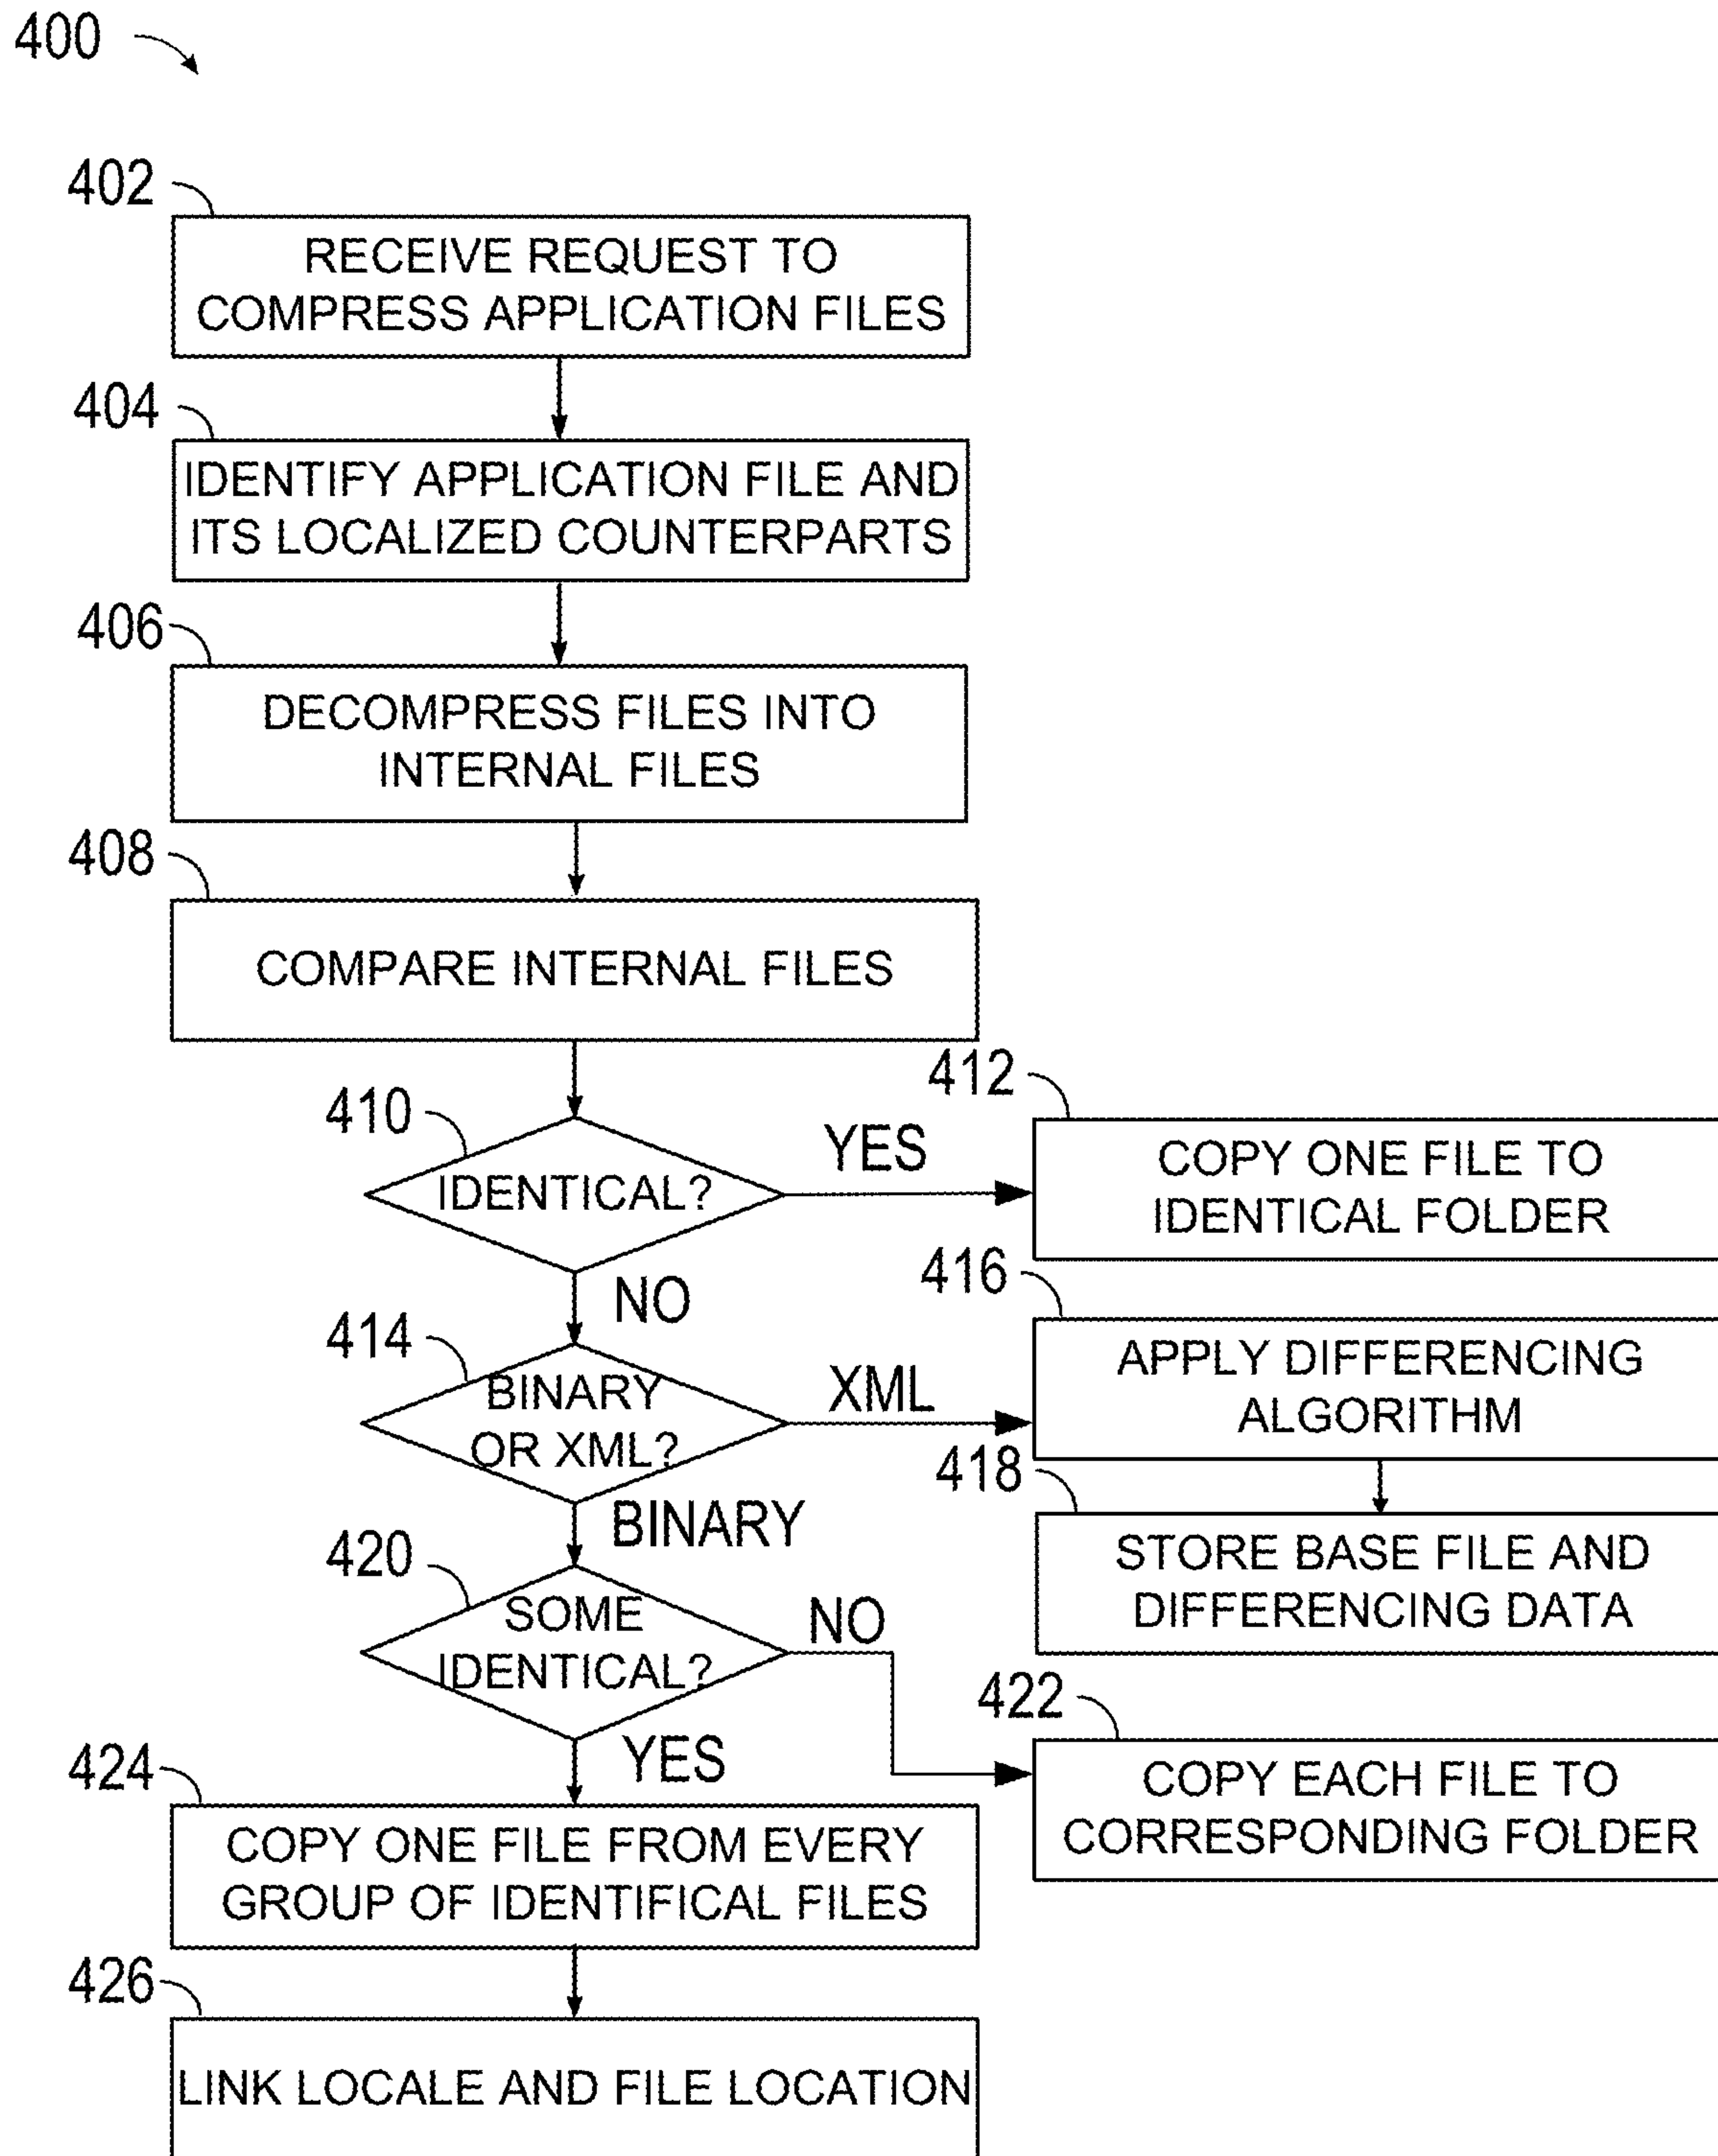 400
402
RECEIVE REQUEST TO
COMPRESS APPLICATION FILES
404
IDENTIFY APPLICATION FILE AND
ITS LOCALIZED COUNTERPARTS
406
DECOMPRESS FILES INTO
INTERNAL FILES
408
COMPARE INTERNAL FILES
410
IDENTICAL?
YES
412
COPY ONE FILE TO
IDENTICAL FOLDER
NO
414
BINARY
OR XML?
XML
416
APPLY DIFFERENCING
ALGORITHM
418
STORE BASE FILE AND
DIFFERENCING DATA
BINARY
420
SOME
IDENTICAL?
NO
422
COPY EACH FILE TO
CORRESPONDING FOLDER
YES
424
COPY ONE FILE FROM EVERY
GROUP OF IDENTIFICAL FILES
426
LINK LOCALE AND FILE LOCATION